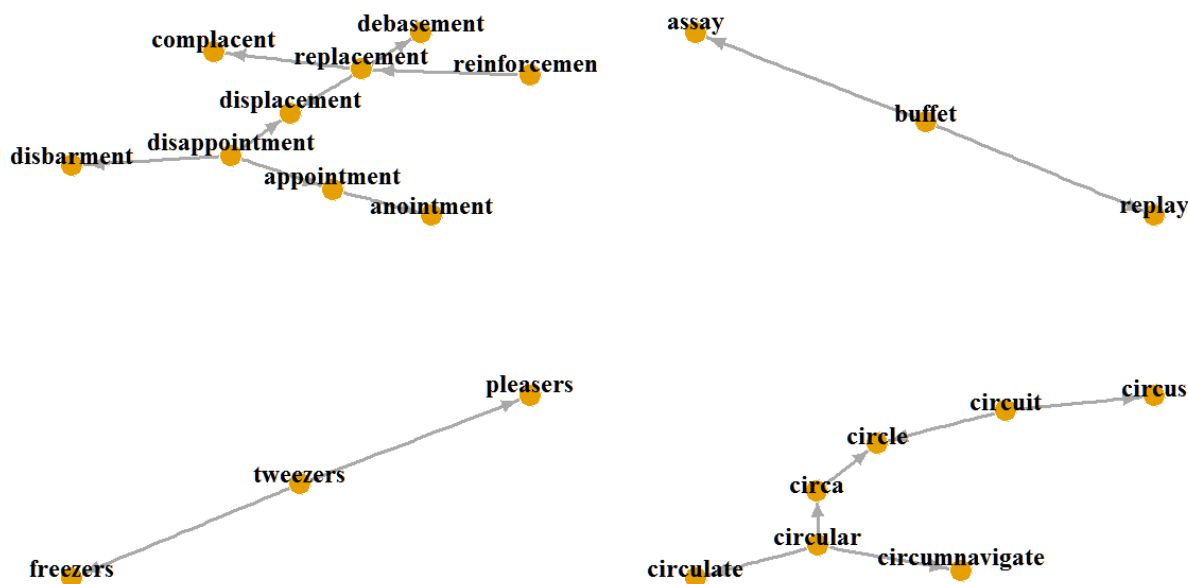 debasement
complacent
replacement
reinforcemen
displacement
disappointment
disbarment
appointment
anointment
assay
buffet
replay
pleasers
tweezers
freezers
circus
circuit
circle
circa
circular
circumnavigate
circulate